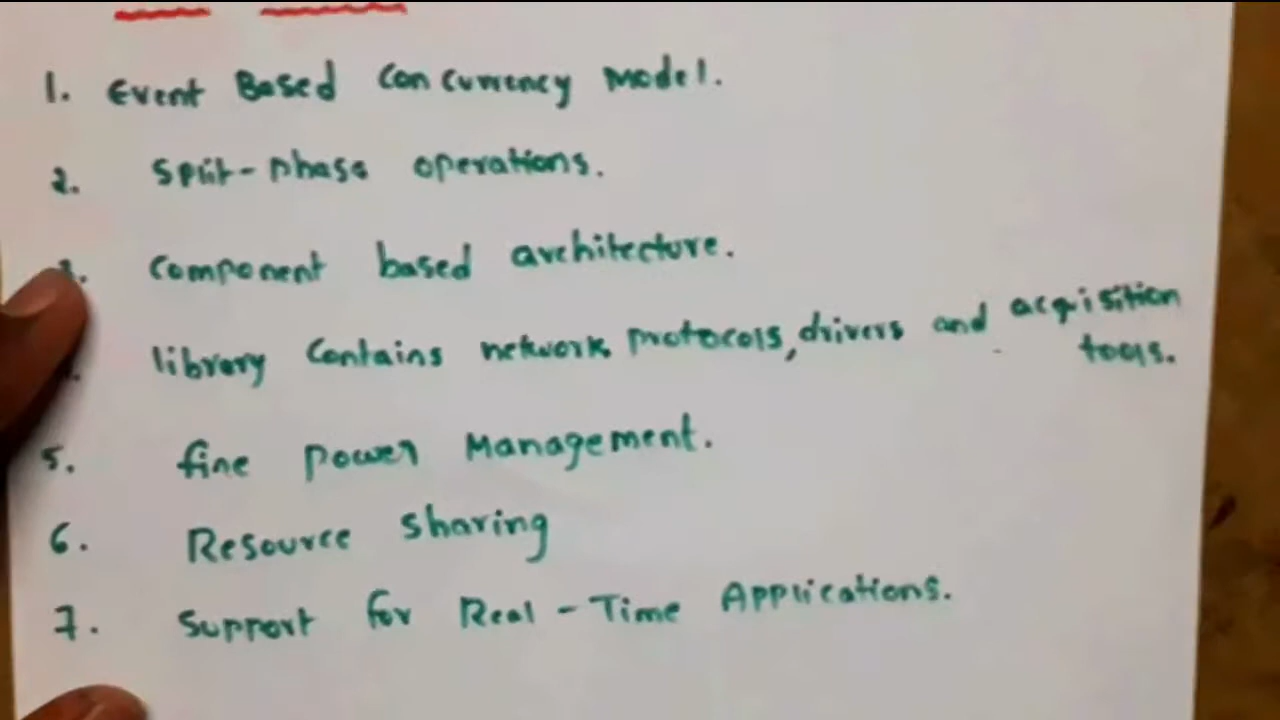 1. Event Based Concurrency Model.
2. Split-phase operations.
Component based architecture.
library Contains network protocols, drivers and acqisition
tools.
5. fine power Management.
6. Resource sharing
7. Support for Real-Time Applications.